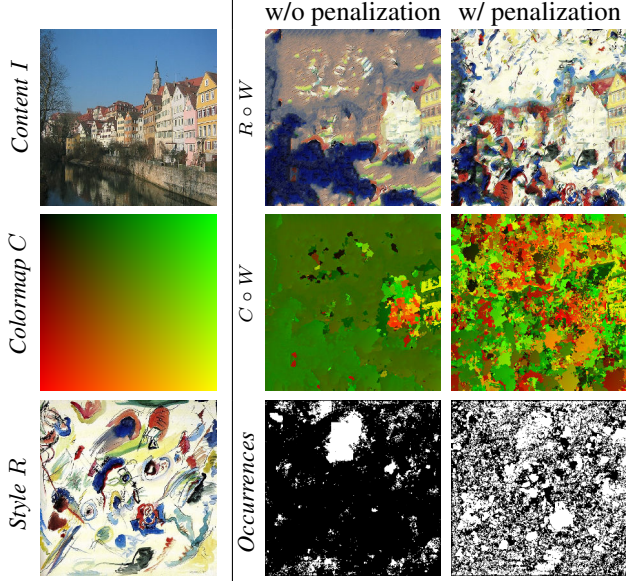 w/o penalization w/ penalization
Content I
R ∘ W
Colormap C
C ∘ W
Style R
Occurrences